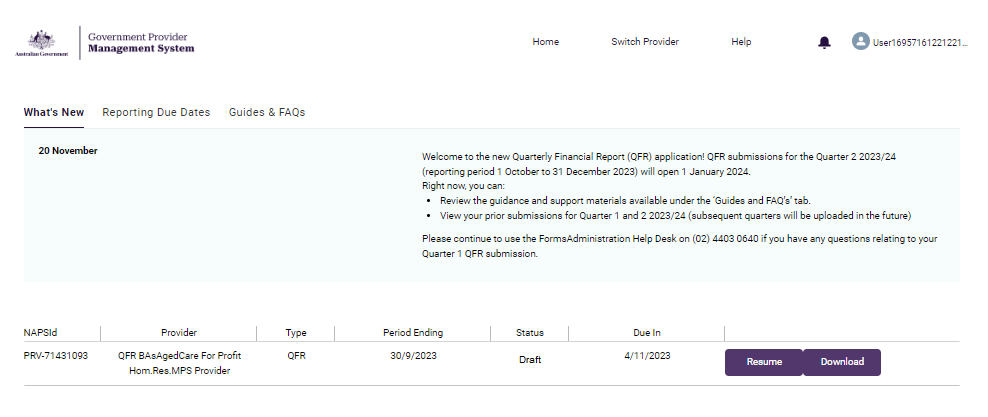 Australian Government
Government Provider
Management System
Home
Switch Provider
Help
User16957161221221...
What's New
Reporting Due Dates
Guides & FAQs
20 November
Welcome to the new Quarterly Financial Report (QFR) application! QFR submissions for the Quarter 2 2023/24
(reporting period 1 October to 31 December 2023) will open 1 January 2024.
Right now, you can:
• Review the guidance and support materials available under the 'Guides and FAQ's' tab.
• View your prior submissions for Quarter 1 and 2 2023/24 (subsequent quarters will be uploaded in the future)
Please continue to use the FormsAdministration Help Desk on (02) 4403 0640 if you have any questions relating to your
Quarter 1 QFR submission.
NAPSId
Provider
Type
Period Ending
Status
Due In
PRV-71431093
QFR BAsAgedCare For Profit
Hom.Res.MPS Provider
QFR
30/9/2023
Draft
4/11/2023
Resume
Download